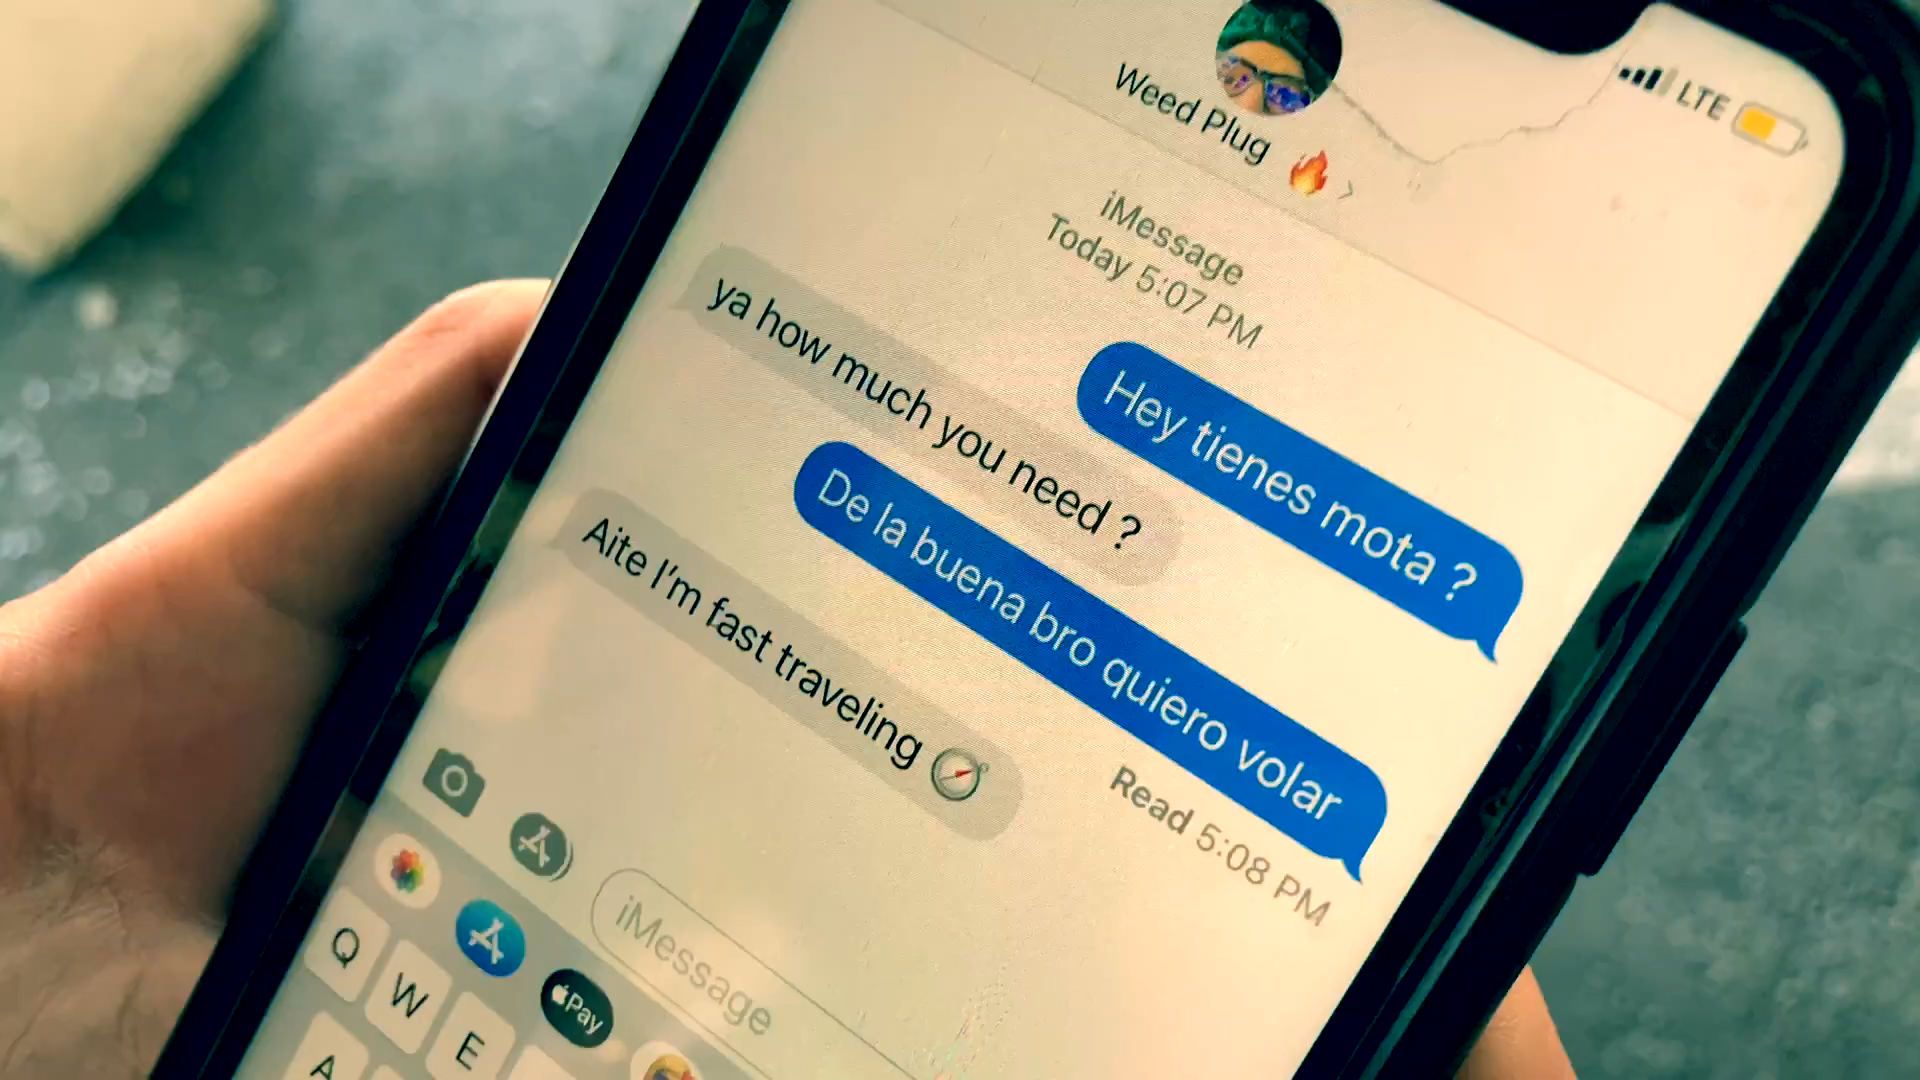 LTE
Weed Plug 🔥 >
iMessage
Today 5:07 PM
Hey tienes mota ?
ya how much you need ?
De la buena bro quiero volar
Read 5:08 PM
Aite I'm fast traveling 🧭
iMessage
Pay
Q W E
A